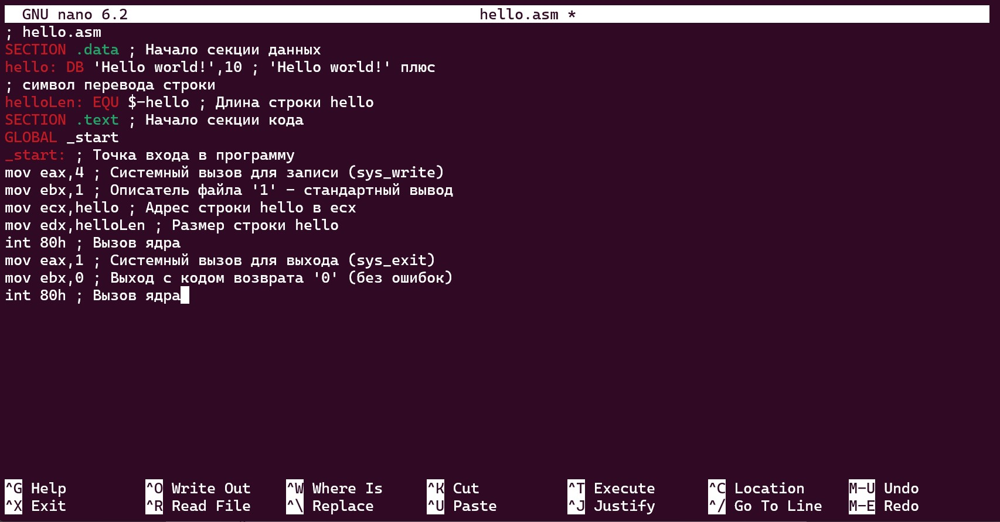 GNU nano 6.2 hello.asm *
; hello.asm
SECTION .data ; Начало секции данных
hello: DB 'Hello world!',10 ; 'Hello world!' плюс
; символ перевода строки
helloLen: EQU $-hello ; Длина строки hello
SECTION .text ; Начало секции кода
GLOBAL _start
_start: ; Точка входа в программу
mov eax,4 ; Системный вызов для записи (sys_write)
mov ebx,1 ; Описатель файла '1' - стандартный вывод
mov ecx,hello ; Адрес строки hello в ecx
mov edx,helloLen ; Размер строки hello
int 80h ; Вызов ядра
mov eax,1 ; Системный вызов для выхода (sys_exit)
mov ebx,0 ; Выход с кодом возврата '0' (без ошибок)
int 80h ; Вызов ядра
^G Help ^O Write Out ^W Where Is ^K Cut ^T Execute ^C Location M-U Undo
^X Exit ^R Read File ^\ Replace ^U Paste ^J Justify ^/ Go To Line M-E Redo